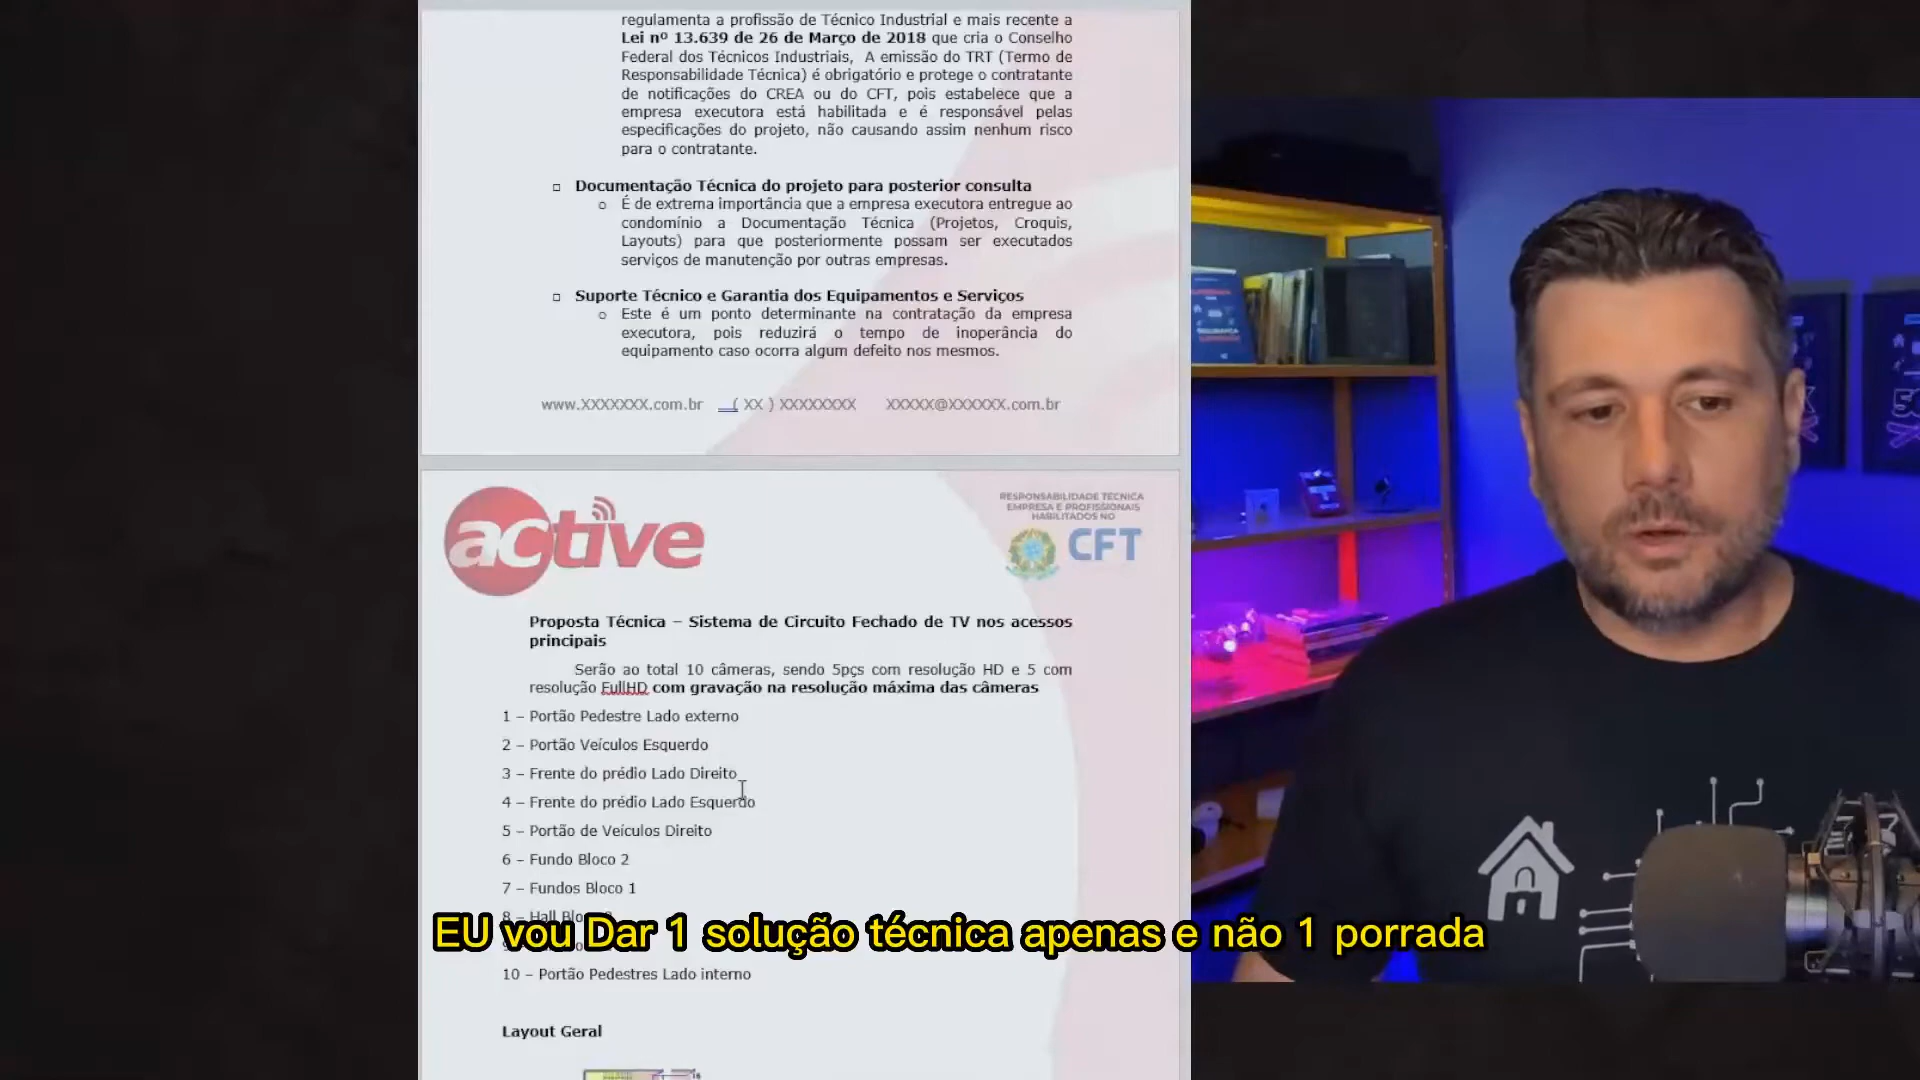 regulamenta a profissão de Técnico Industrial e mais recente a
Lei nº 13.639 de 26 de Março de 2018 que cria o Conselho
Federal dos Técnicos Industriais, A emissão do TRT (Termo de
Responsabilidade Técnica) é obrigatório e protege o contratante
de notificações do CREA ou do CFT, pois estabelece que a
empresa executora está habilitada e é responsável pelas
especificações do projeto, não causando assim nenhum risco
para o contratante.
Documentação Técnica do projeto para posterior consulta
É de extrema importância que a empresa executora entregue ao
condomínio a Documentação Técnica (Projetos, Croquis,
Layouts) para que posteriormente possam ser executados
serviços de manutenção por outras empresas.
Suporte Técnico e Garantia dos Equipamentos e Serviços
Este é um ponto determinante na contratação da empresa
executora, pois reduzirá o tempo de inoperância do
equipamento caso ocorra algum defeito nos mesmos.
www.XXXXXXX.com.br ( XX ) XXXXXXXX XXXXX@XXXXXX.com.br
active
RESPONSABILIDADE TÉCNICA
EMPRESA E PROFISSIONAIS
HABILITADOS NO
CFT
Proposta Técnica – Sistema de Circuito Fechado de TV nos acessos
principais
Serão ao total 10 câmeras, sendo 5pçs com resolução HD e 5 com
resolução FullHD com gravação na resolução máxima das câmeras
1 – Portão Pedestre Lado externo
2 – Portão Veículos Esquerdo
3 – Frente do prédio Lado Direito
4 – Frente do prédio Lado Esquerdo
5 – Portão de Veículos Direito
6 – Fundo Bloco 2
7 – Fundos Bloco 1
8 – Hall
EU vou Dar 1 solução técnica apenas e não 1 porrada
10 – Portão Pedestres Lado interno
Layout Geral
SEGURANÇA